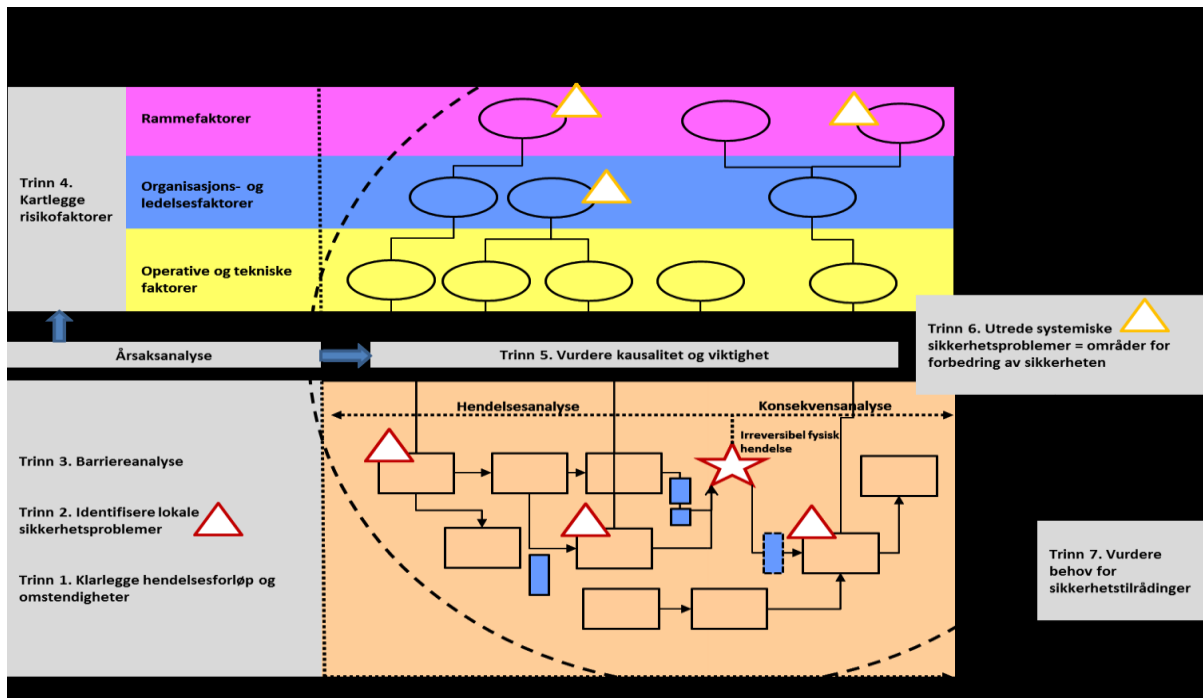 Rammefaktorer
Trinn 4.
Kartlegge
risikofaktorer
Organisasjons- og
ledelsesfaktorer
Operative og tekniske
faktorer
Årsaksanalyse
Trinn 5. Vurdere kausalitet og viktighet
Trinn 6. Utrede systemiske
sikkerhetsproblemer = områder for
forbedring av sikkerheten
Hendelsesanalyse
Konsekvensanalyse
Irreversibel fysisk
hendelse
Trinn 3. Barriereanalyse
Trinn 2. Identifisere lokale
sikkerhetsproblemer
Trinn 1. Klarlegge hendelsesforløp og
omstendigheter
Trinn 7. Vurdere
behov for
sikkerhetstilrådinger